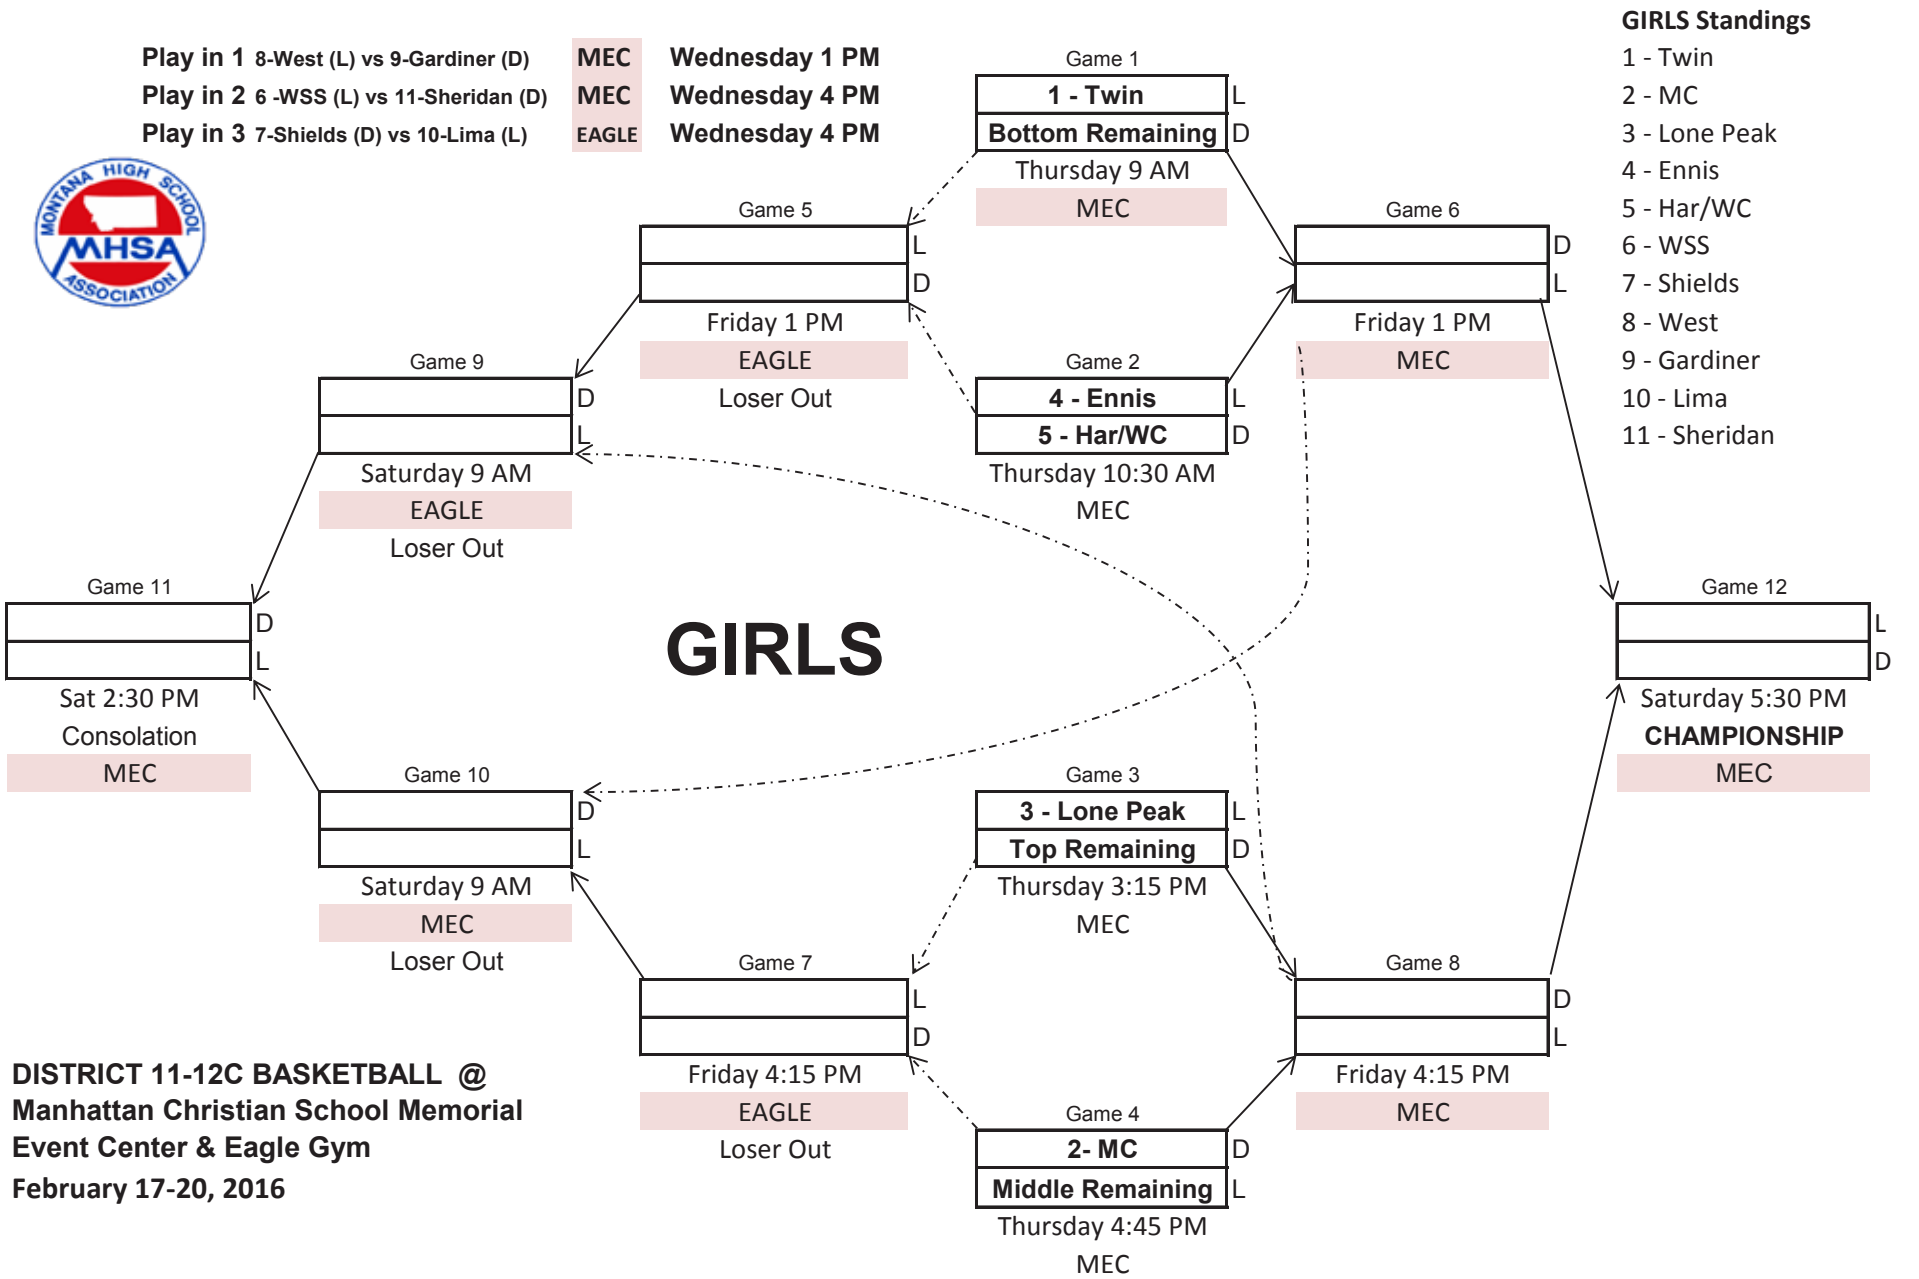 GIRLS Standings
1 - Twin
2 - MC
3 - Lone Peak
4 - Ennis
5 - Har/WC
6 - WSS
7 - Shields
8 - West
9 - Gardiner
10 - Lima
11 - Sheridan
Play in 1 8-West (L) vs 9-Gardiner (D) MEC Wednesday 1 PM
Play in 2 6 -WSS (L) vs 11-Sheridan (D) MEC Wednesday 4 PM
Play in 3 7-Shields (D) vs 10-Lima (L) EAGLE Wednesday 4 PM
MONTANA HIGH SCHOOL
MHSA
ASSOCIATION
Game 1
1 - Twin L
Bottom Remaining D
Thursday 9 AM
MEC
Game 5
L
D
Friday 1 PM
EAGLE
Loser Out
Game 6
D
L
Friday 1 PM
MEC
Game 9
D
L
Saturday 9 AM
EAGLE
Loser Out
Game 2
4 - Ennis L
5 - Har/WC D
Thursday 10:30 AM
MEC
Game 11
D
L
Sat 2:30 PM
Consolation
MEC
GIRLS
Game 12
L
D
Saturday 5:30 PM
CHAMPIONSHIP
MEC
Game 10
D
L
Saturday 9 AM
MEC
Loser Out
Game 3
3 - Lone Peak L
Top Remaining D
Thursday 3:15 PM
MEC
Game 7
L
D
Friday 4:15 PM
EAGLE
Loser Out
Game 8
D
L
Friday 4:15 PM
MEC
Game 4
2- MC D
Middle Remaining L
Thursday 4:45 PM
MEC
DISTRICT 11-12C BASKETBALL @
Manhattan Christian School Memorial
Event Center & Eagle Gym
February 17-20, 2016